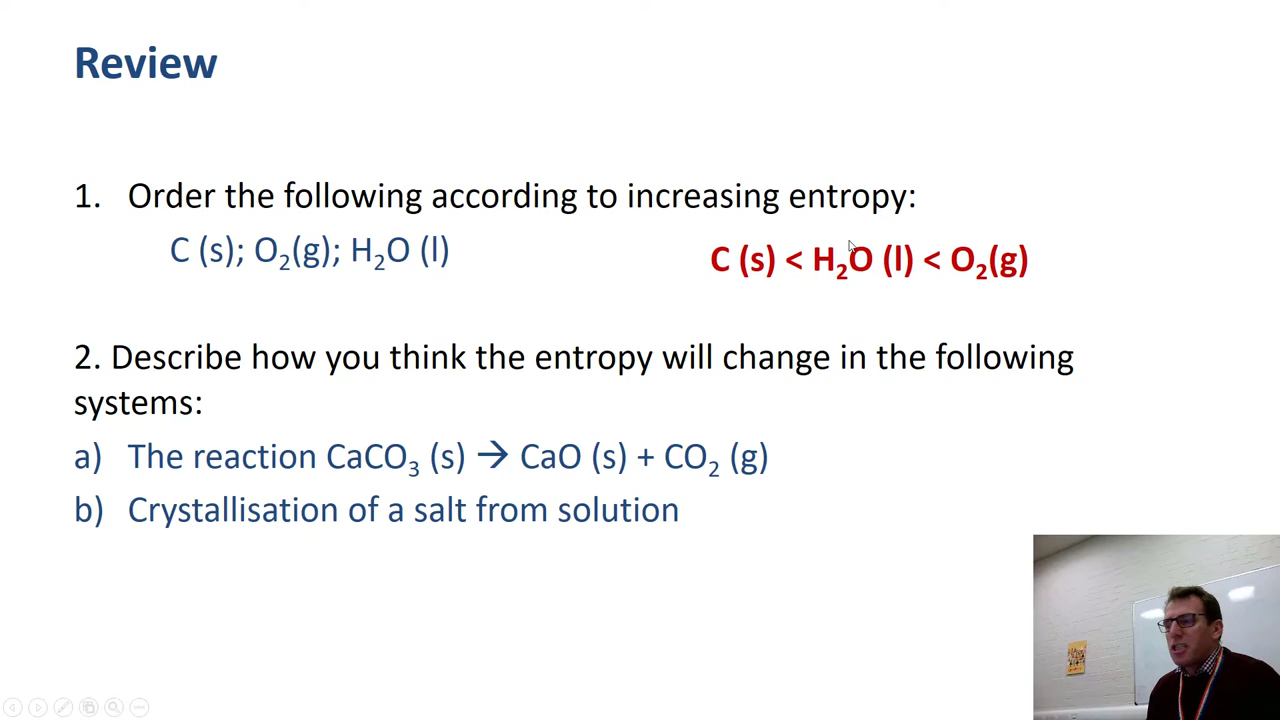 Review
1. Order the following according to increasing entropy:
C (s); O₂(g); H₂O (l)
C (s) < H₂O (l) < O₂(g)
2. Describe how you think the entropy will change in the following
systems:
a) The reaction CaCO₃ (s) → CaO (s) + CO₂ (g)
b) Crystallisation of a salt from solution